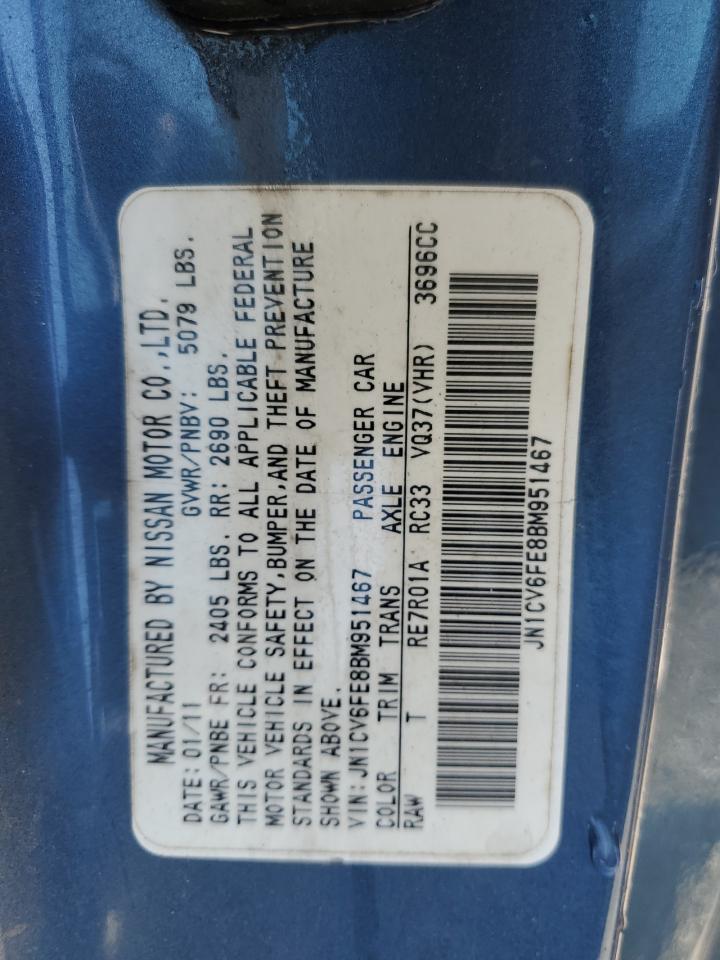 MANUFACTURED BY NISSAN MOTOR CO.,LTD.
DATE: 01/11 GVWR/PNBV: 5079 LBS.
GAWR/PNBE FR: 2405 LBS. RR: 2690 LBS.
THIS VEHICLE CONFORMS TO ALL APPLICABLE FEDERAL
MOTOR VEHICLE SAFETY,BUMPER,AND THEFT PREVENTION
STANDARDS IN EFFECT ON THE DATE OF MANUFACTURE
SHOWN ABOVE.
VIN:JN1CV6FE8BM951467 PASSENGER CAR
COLOR TRIM TRANS AXLE ENGINE
RAW T RE7R01A RC33 VQ37(VHR) 3696CC
JN1CV6FE8BM951467